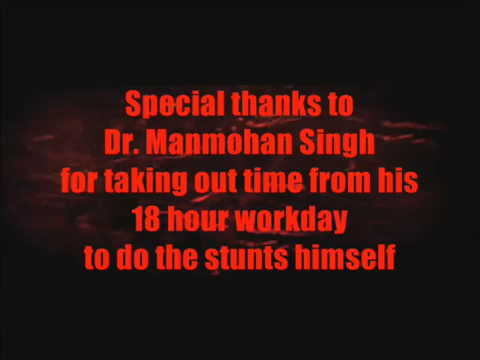 Special thanks to
Dr. Manmohan Singh
for taking out time from his
18 hour workday
to do the stunts himself